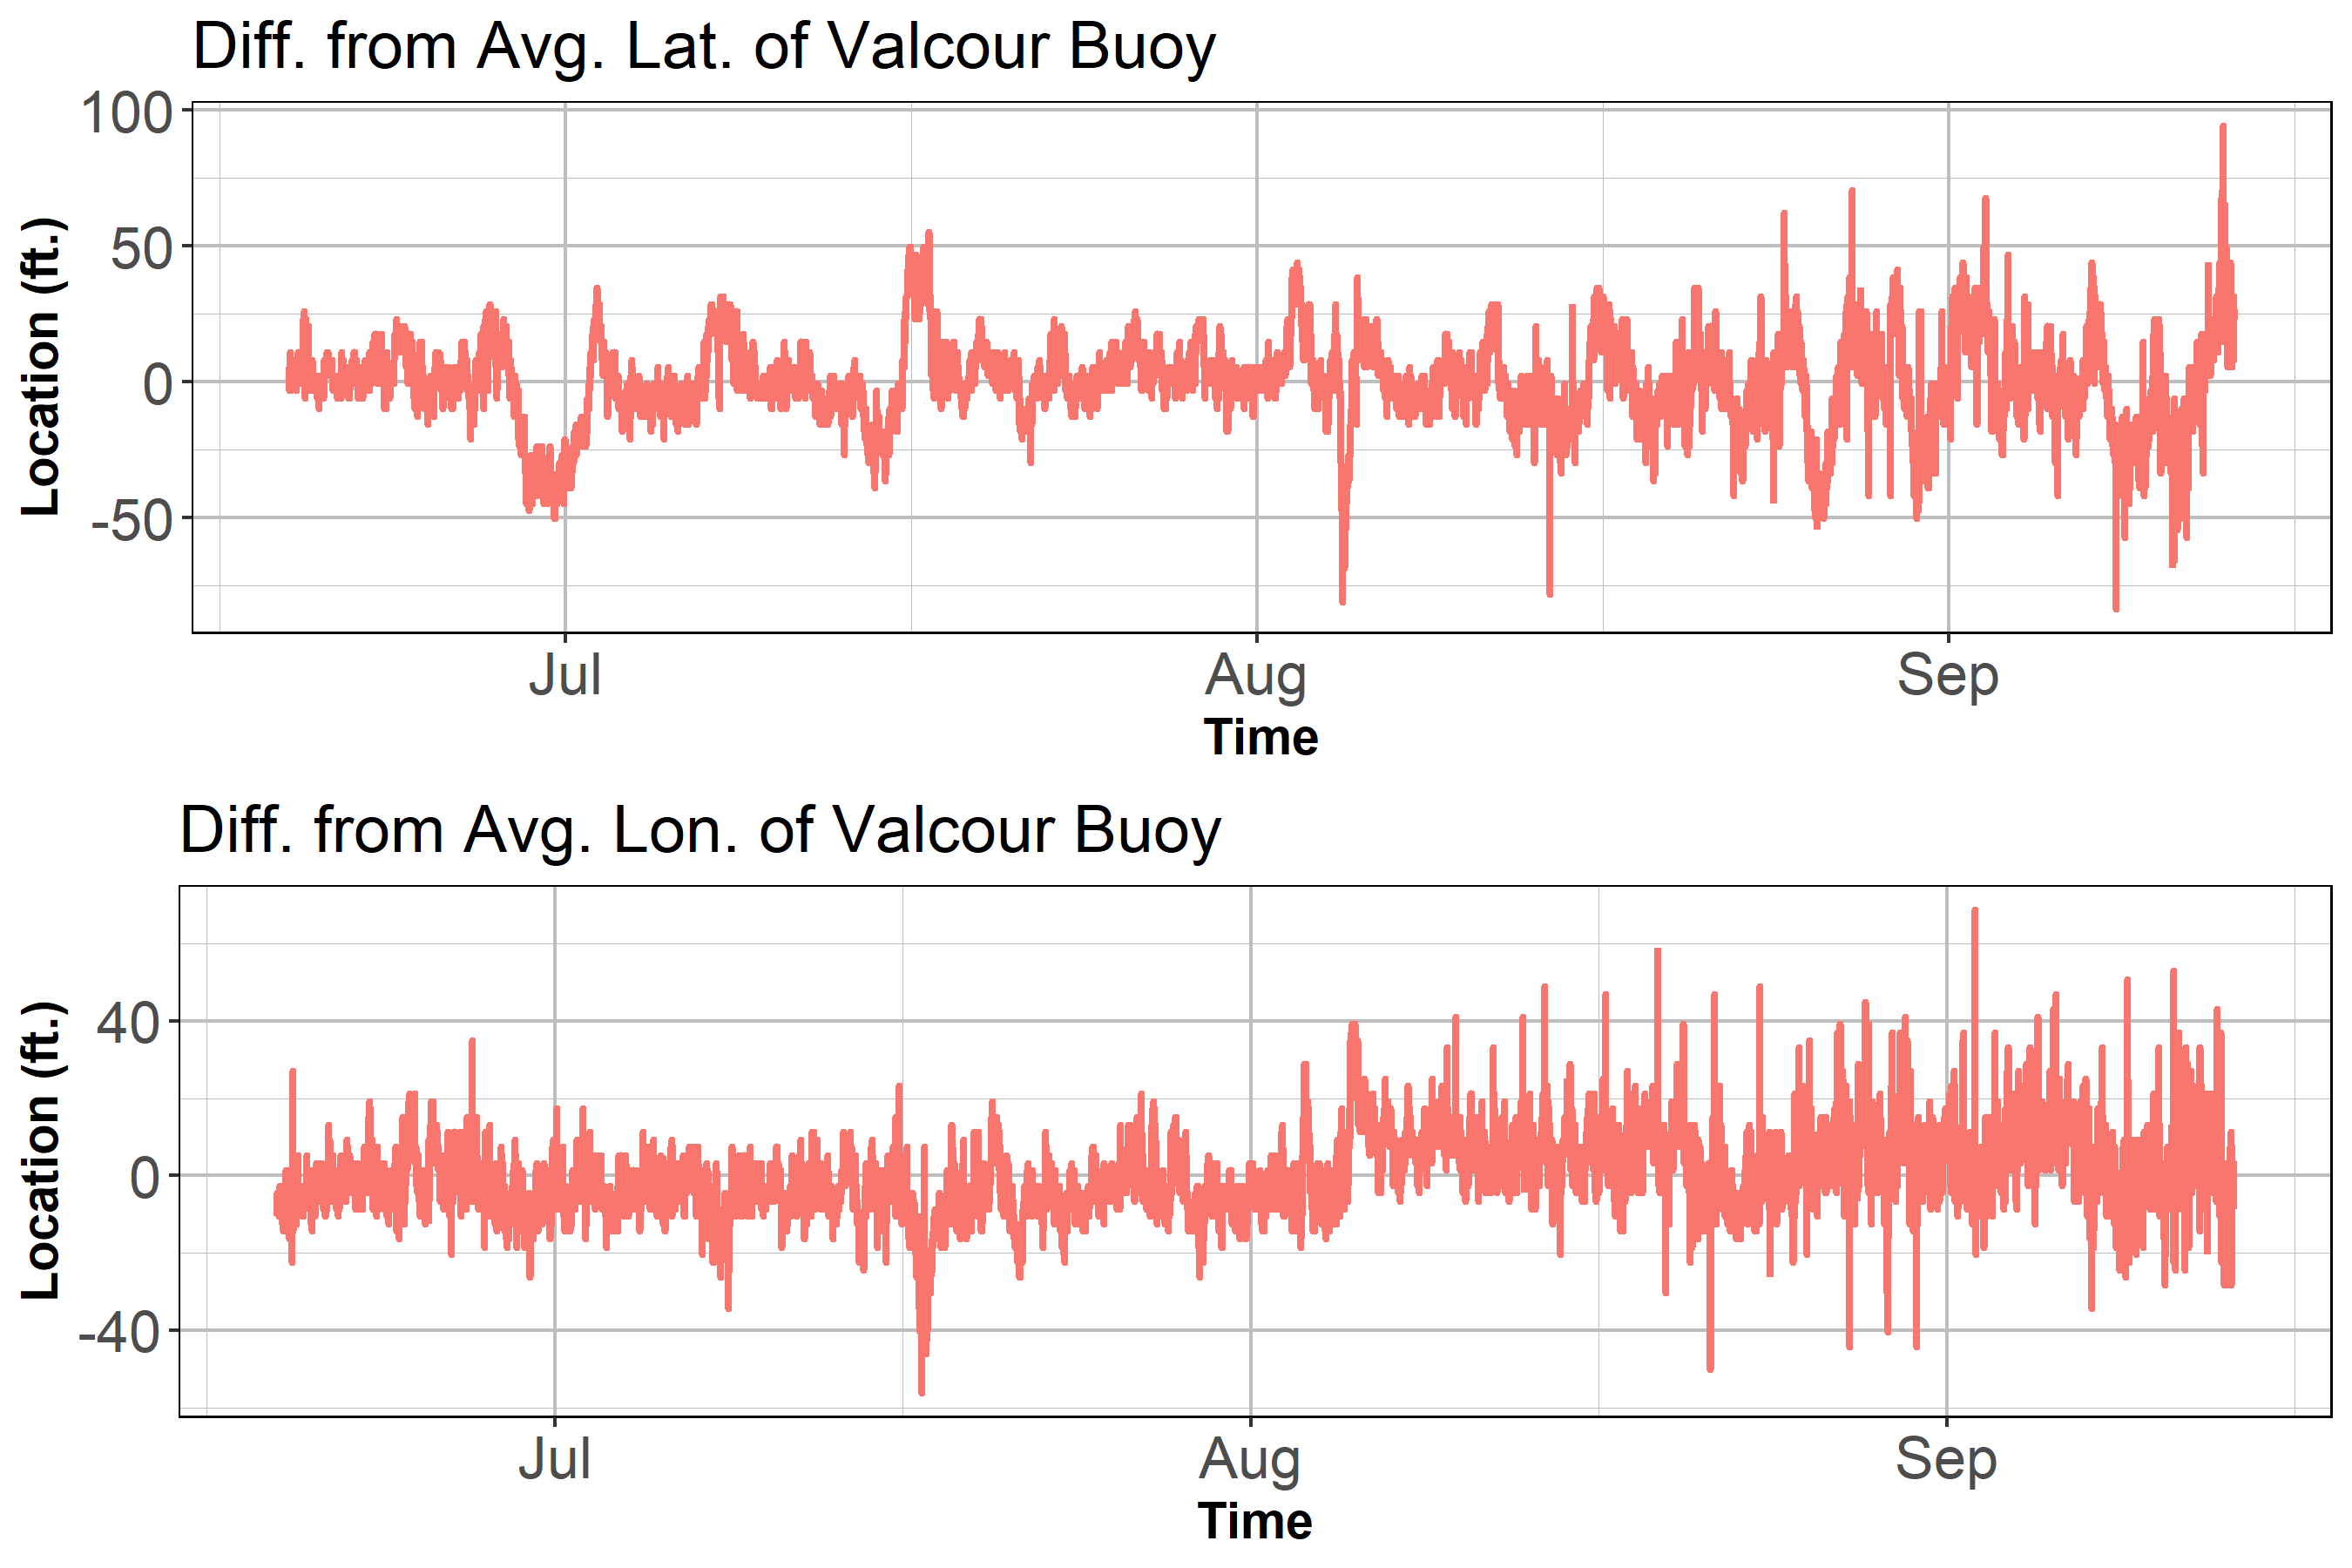 Diff. from Avg. Lat. of Valcour Buoy
100
50
0
-50
Location (ft.)
Jul
Aug
Sep
Time
Diff. from Avg. Lon. of Valcour Buoy
40
0
-40
Location (ft.)
Jul
Aug
Sep
Time